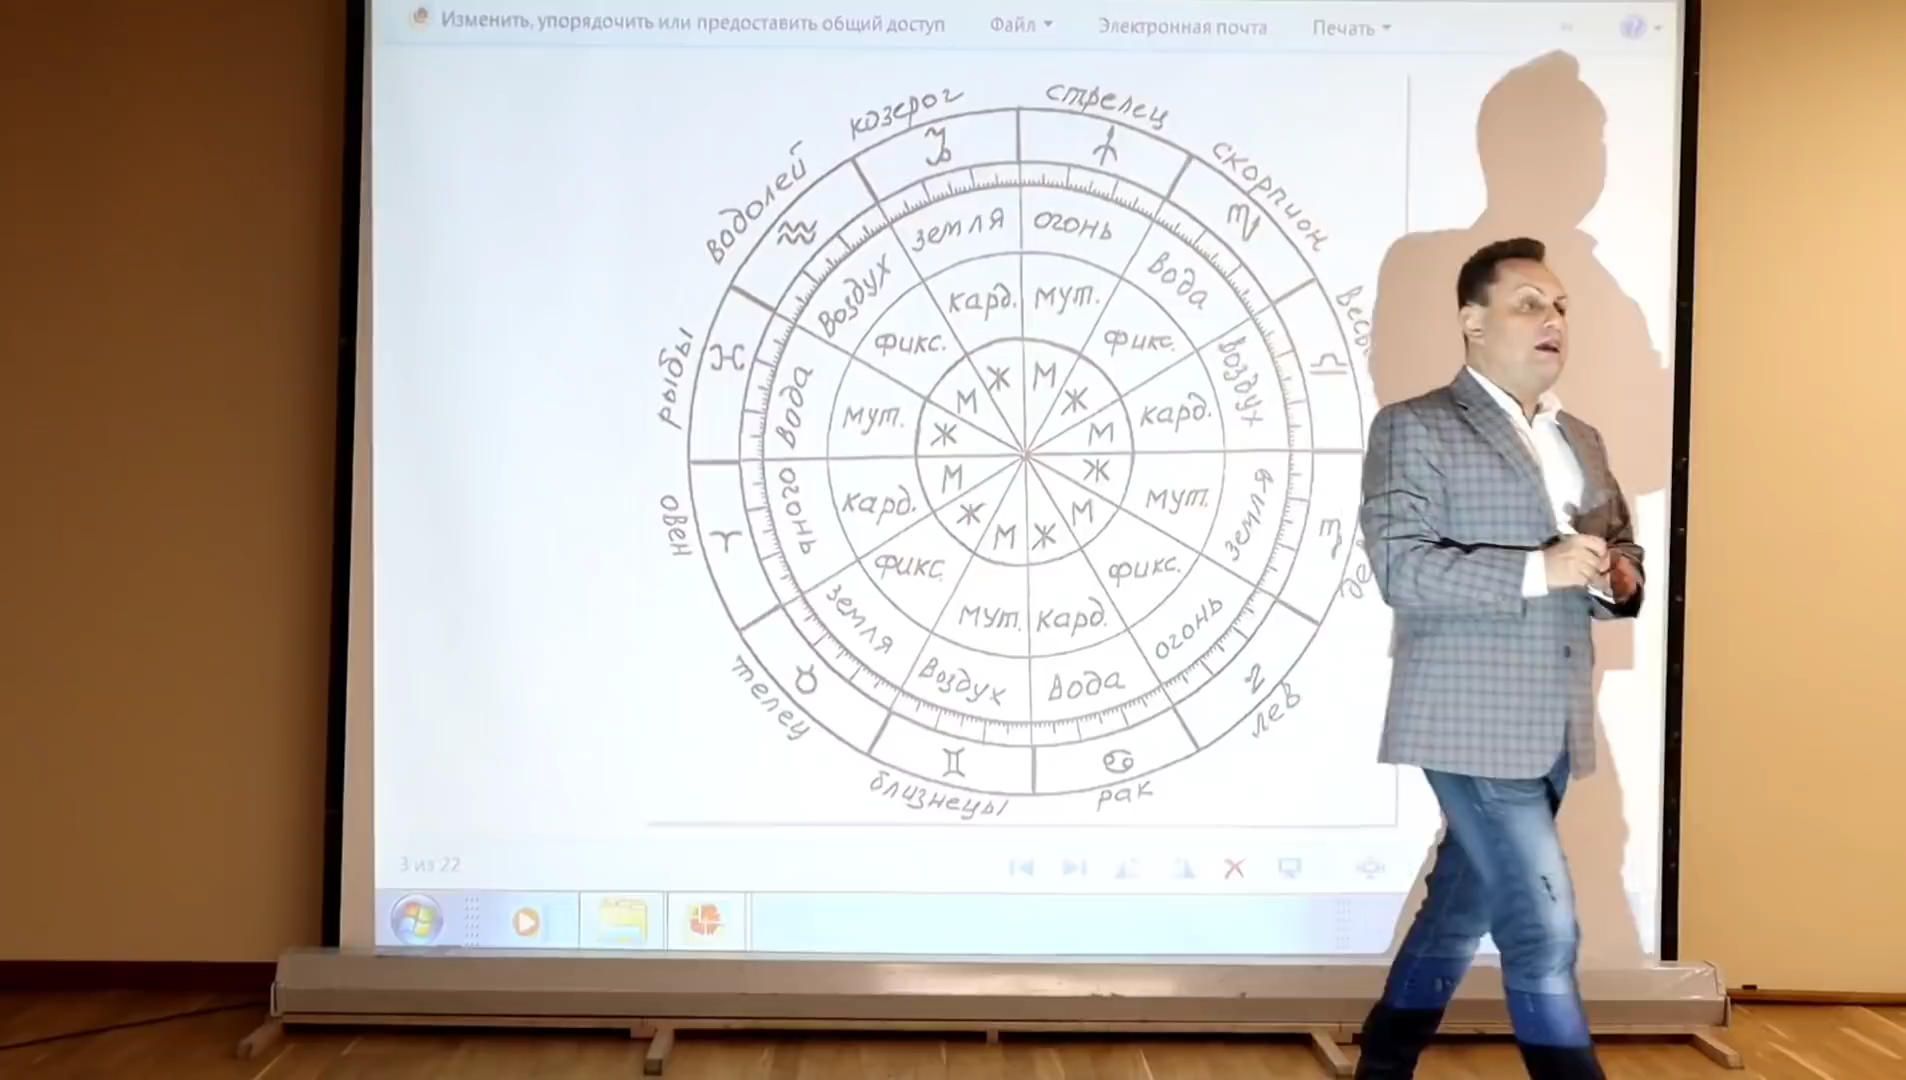 Изменить, упорядочить или предоставить общий доступ Файл Электронная почта Печать
козерог
стрелец
водолей
скорпион
рыбы
весы
овен
телец
лев
близнецы
рак
земля
огонь
воздух
вода
вода
воздух
огонь
земля
земля
огонь
воздух
вода
кард.
мут.
фикс.
фикс.
мут.
кард.
кард.
мут.
фикс.
фикс.
мут.
кард.
Ж
М
М
Ж
Ж
М
М
Ж
Ж
М
М
Ж
3 из 22